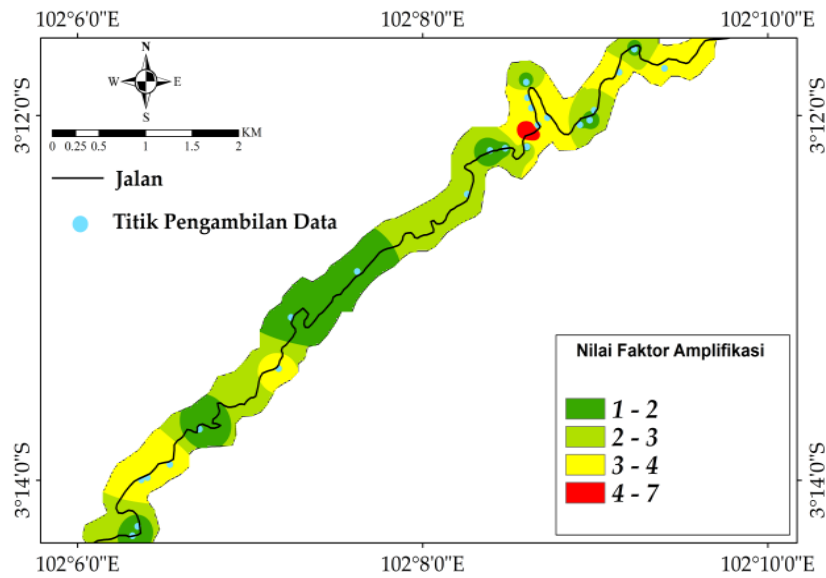 102°6'0"E 102°8'0"E 102°10'0"E
N
W E
S
3°12'0"S 3°12'0"S
KM
0 0.25 0.5 1 2
Jalan
Titik Pengambilan Data
Nilai Faktor Amplifikasi
1 - 2
2 - 3
3 - 4
4 - 7
3°14'0"S 3°14'0"S
102°6'0"E 102°8'0"E 102°10'0"E